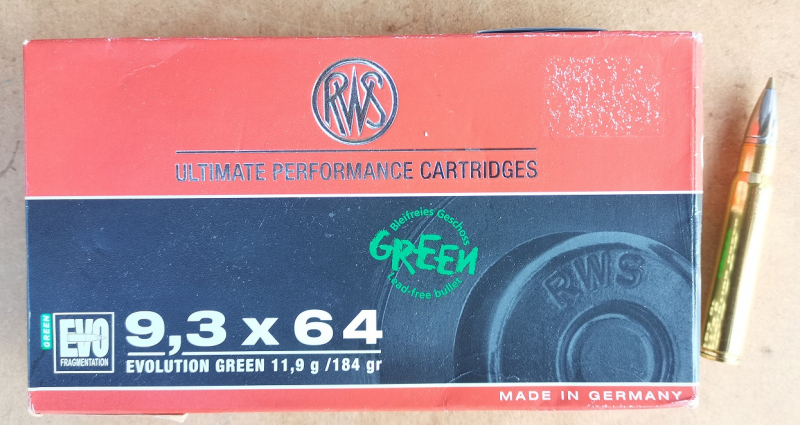 RWS
ULTIMATE PERFORMANCE CARTRIDGES
Bleifreies Geschoss
GREEN
Lead-free bullet
RWS
GREEN
EVO
FRAGMENTATION
9,3 x 64
EVOLUTION GREEN 11,9 g /184 gr
MADE IN GERMANY